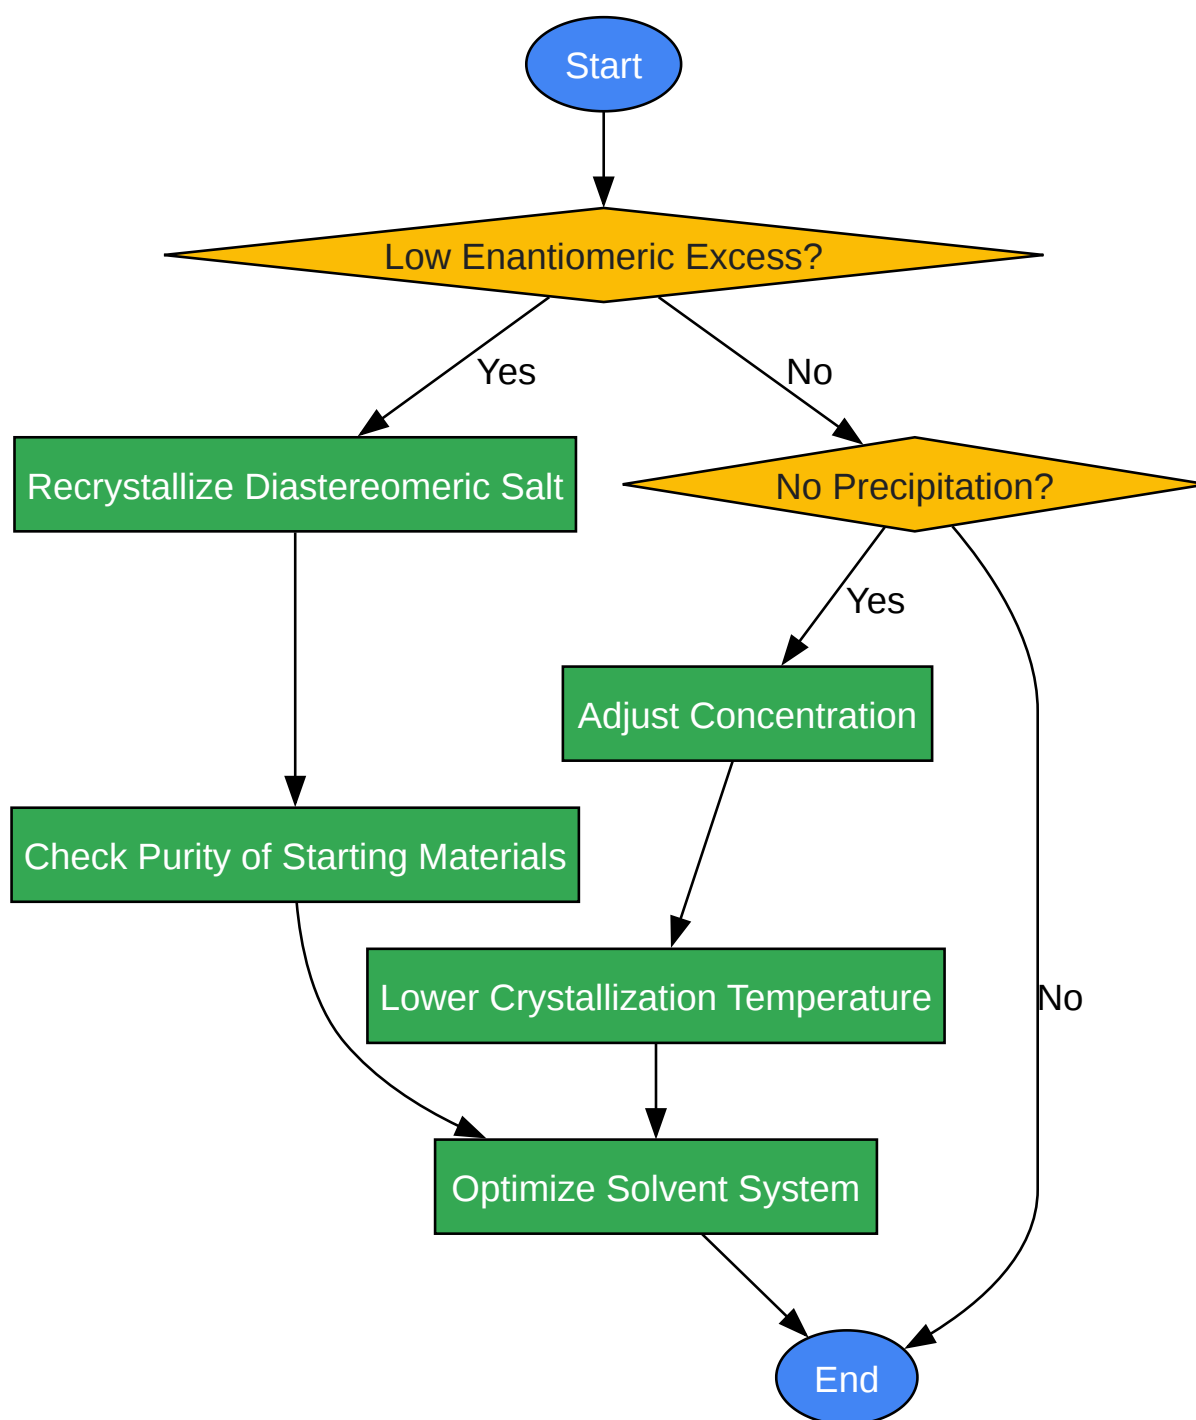 Start
Low Enantiomeric Excess?
Yes
No
Recrystallize Diastereomeric Salt
No Precipitation?
Yes
Adjust Concentration
Check Purity of Starting Materials
Lower Crystallization Temperature
No
Optimize Solvent System
End